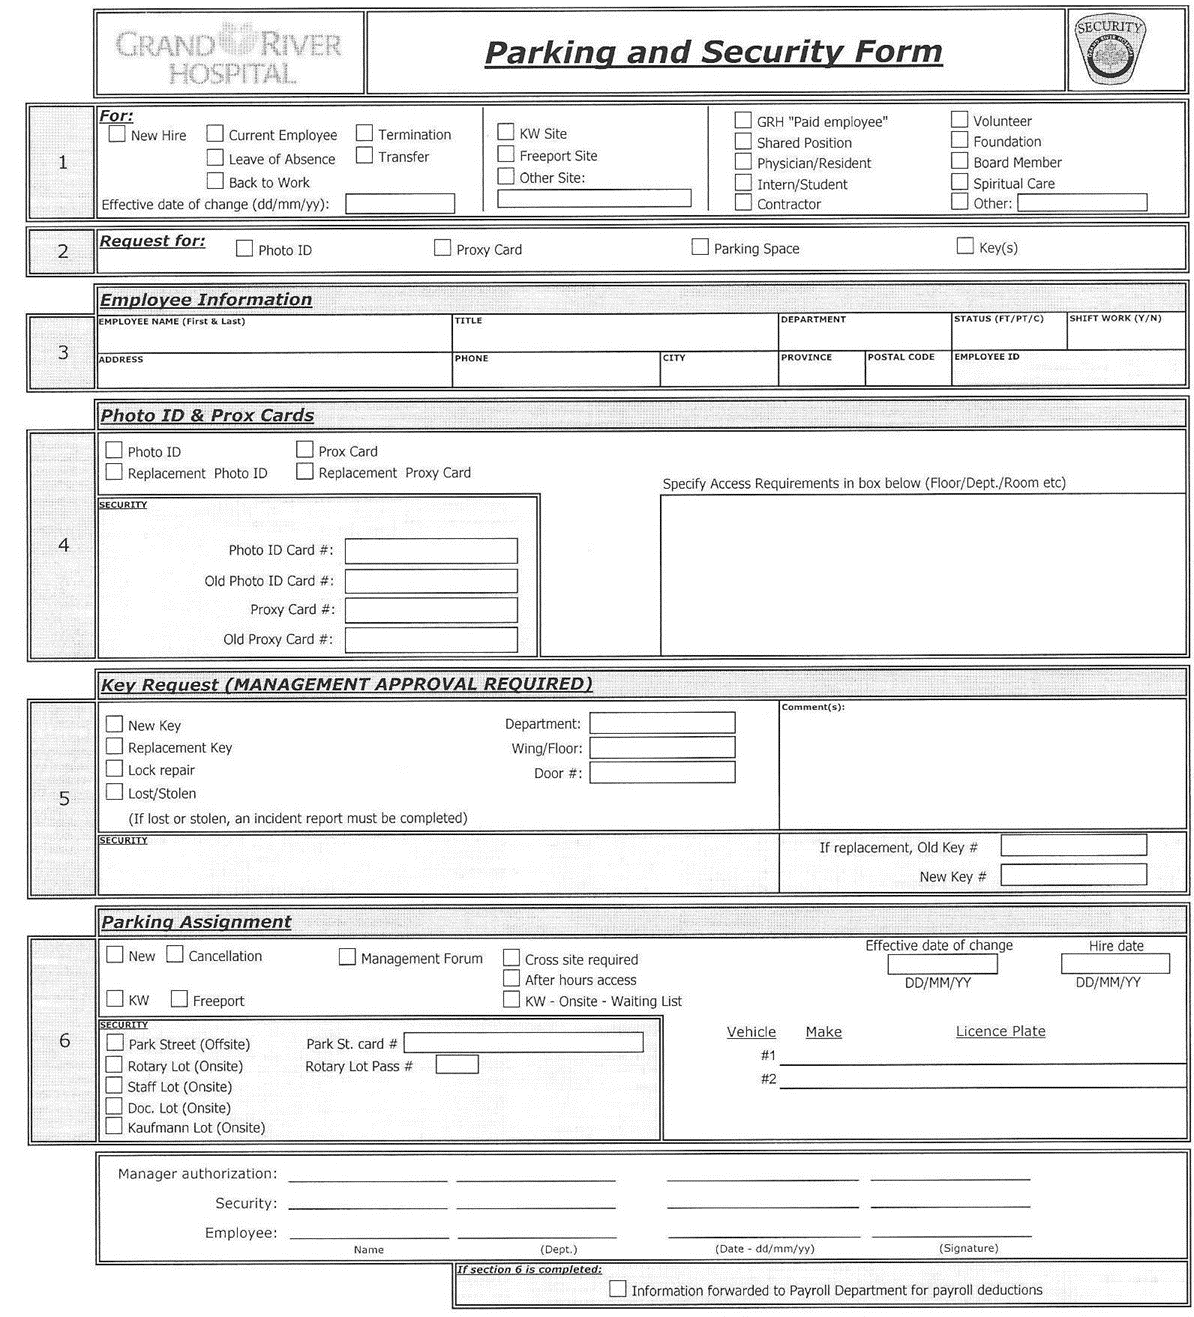 GRAND RIVER
HOSPITAL
Parking and Security Form
SECURITY
1
For:
New Hire
Current Employee
Termination
Leave of Absence
Transfer
Back to Work
Effective date of change (dd/mm/yy):
KW Site
Freeport Site
Other Site:
GRH "Paid employee"
Shared Position
Physician/Resident
Intern/Student
Contractor
Volunteer
Foundation
Board Member
Spiritual Care
Other:
2
Request for:
Photo ID
Proxy Card
Parking Space
Key(s)
Employee Information
3
EMPLOYEE NAME (First & Last)
TITLE
DEPARTMENT
STATUS (FT/PT/C)
SHIFT WORK (Y/N)
ADDRESS
PHONE
CITY
PROVINCE
POSTAL CODE
EMPLOYEE ID
Photo ID & Prox Cards
4
Photo ID
Prox Card
Replacement Photo ID
Replacement Proxy Card
Specify Access Requirements in box below (Floor/Dept./Room etc)
SECURITY
Photo ID Card #:
Old Photo ID Card #:
Proxy Card #:
Old Proxy Card #:
Key Request (MANAGEMENT APPROVAL REQUIRED)
5
New Key
Replacement Key
Lock repair
Lost/Stolen
(If lost or stolen, an incident report must be completed)
Department:
Wing/Floor:
Door #:
Comment(s):
SECURITY
If replacement, Old Key #
New Key #
Parking Assignment
6
New
Cancellation
Management Forum
Cross site required
After hours access
KW
Freeport
KW - Onsite - Waiting List
Effective date of change
DD/MM/YY
Hire date
DD/MM/YY
SECURITY
Park Street (Offsite)
Park St. card #
Rotary Lot (Onsite)
Rotary Lot Pass #
Staff Lot (Onsite)
Doc. Lot (Onsite)
Kaufmann Lot (Onsite)
Vehicle Make Licence Plate
#1
#2
Manager authorization:
Security:
Employee:
Name
(Dept.)
(Date - dd/mm/yy)
(Signature)
If section 6 is completed:
Information forwarded to Payroll Department for payroll deductions